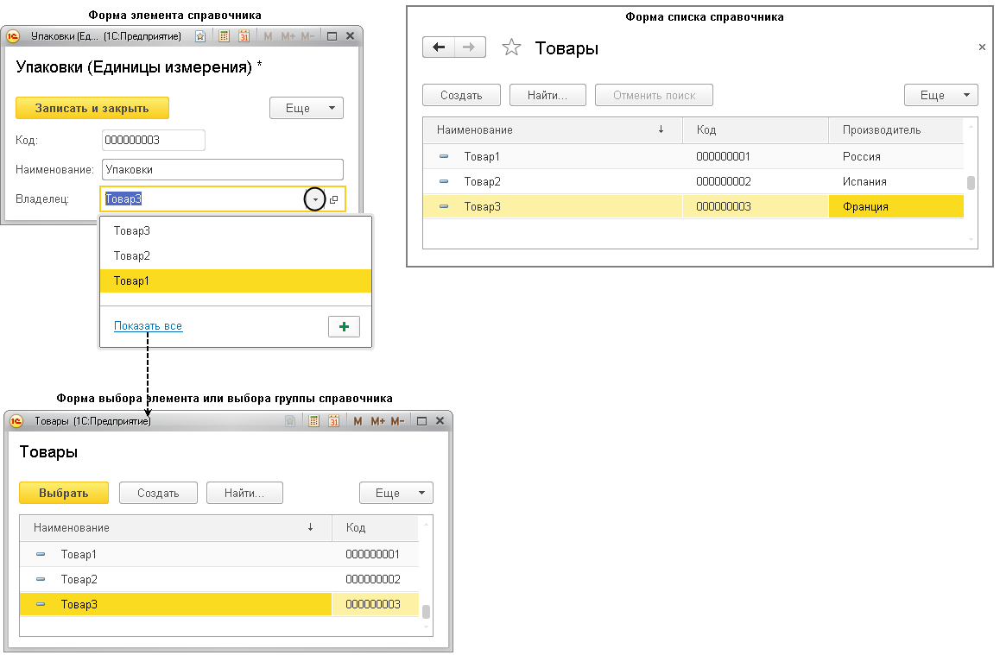 Форма элемента справочника
Упаковки (Ед... (1С:Предприятие)
31
M M+ M-
Упаковки (Единицы измерения) *
Записать и закрыть
Еще
Код:
000000003
Наименование:
Упаковки
Владелец:
Товар3
Товар3
Товар2
Товар1
Показать все
Форма списка справочника
Товары
Создать
Найти...
Отменить поиск
Еще
Наименование Код Производитель
Товар1 000000001 Россия
Товар2 000000002 Испания
Товар3 000000003 Франция
Форма выбора элемента или выбора группы справочника
Товары (1С:Предприятие)
31
M M+ M-
Товары
Выбрать
Создать
Найти...
Еще
Наименование Код
Товар1 000000001
Товар2 000000002
Товар3 000000003